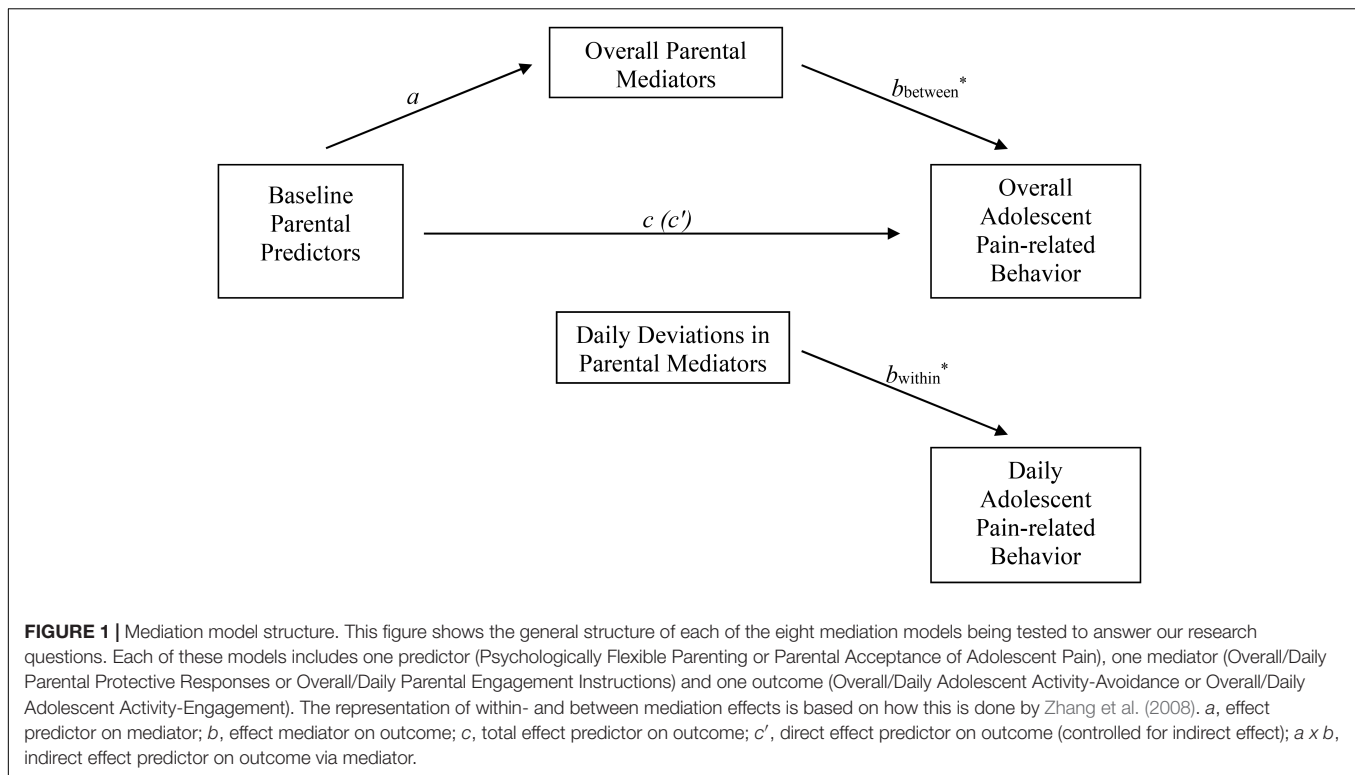 Overall Parental
Mediators
a
b_between*
Baseline
Parental
Predictors
c (c′)
Overall
Adolescent
Pain-related
Behavior
Daily Deviations in
Parental Mediators
b_within*
Daily
Adolescent
Pain-related
Behavior
FIGURE 1 | Mediation model structure. This figure shows the general structure of each of the eight mediation models being tested to answer our research
questions. Each of these models includes one predictor (Psychologically Flexible Parenting or Parental Acceptance of Adolescent Pain), one mediator (Overall/Daily
Parental Protective Responses or Overall/Daily Parental Engagement Instructions) and one outcome (Overall/Daily Adolescent Activity-Avoidance or Overall/Daily
Adolescent Activity-Engagement). The representation of within- and between mediation effects is based on how this is done by Zhang et al. (2008). a, effect
predictor on mediator; b, effect mediator on outcome; c, total effect predictor on outcome; c′, direct effect predictor on outcome (controlled for indirect effect); a x b,
indirect effect predictor on outcome via mediator.